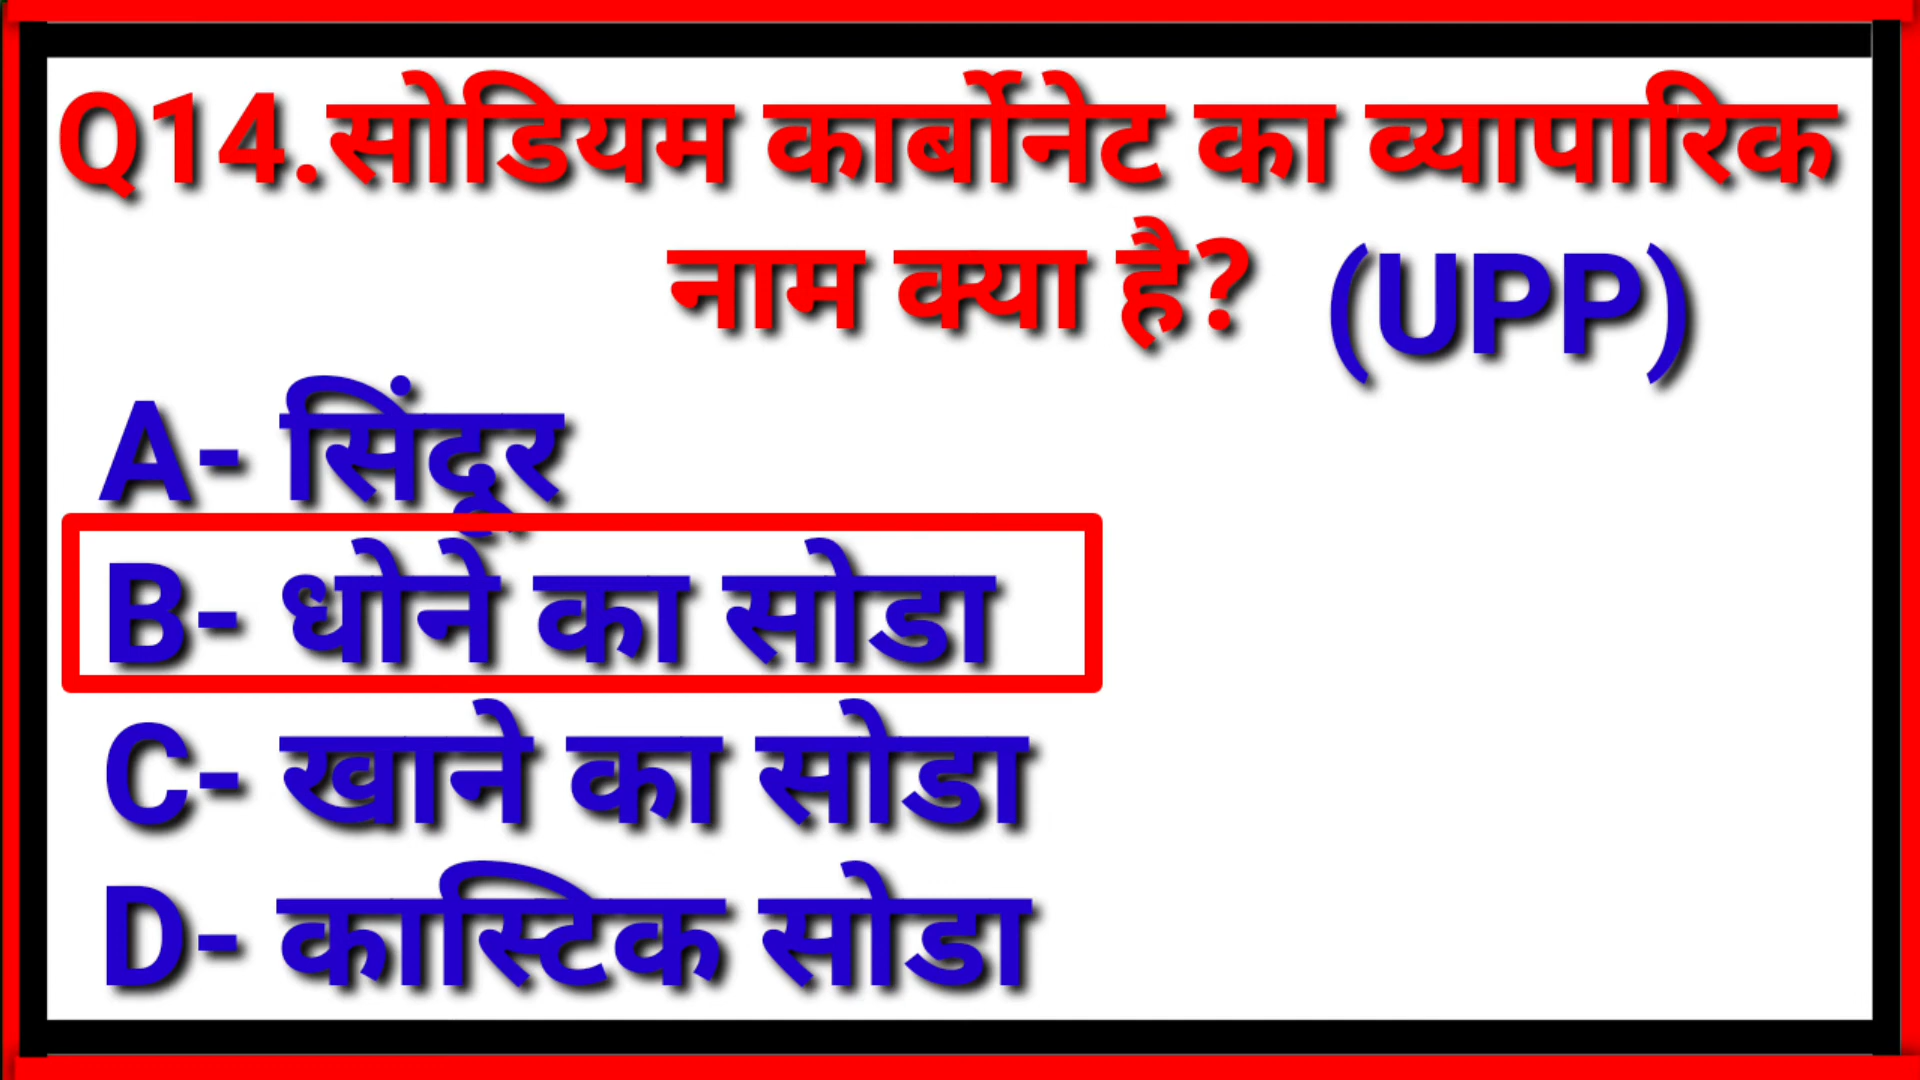 Q14.सोडियम कार्बोनेट का व्यापारिक
नाम क्या है? (UPP)
A- सिंदूर
B- धोने का सोडा
C- खाने का सोडा
D- कास्टिक सोडा